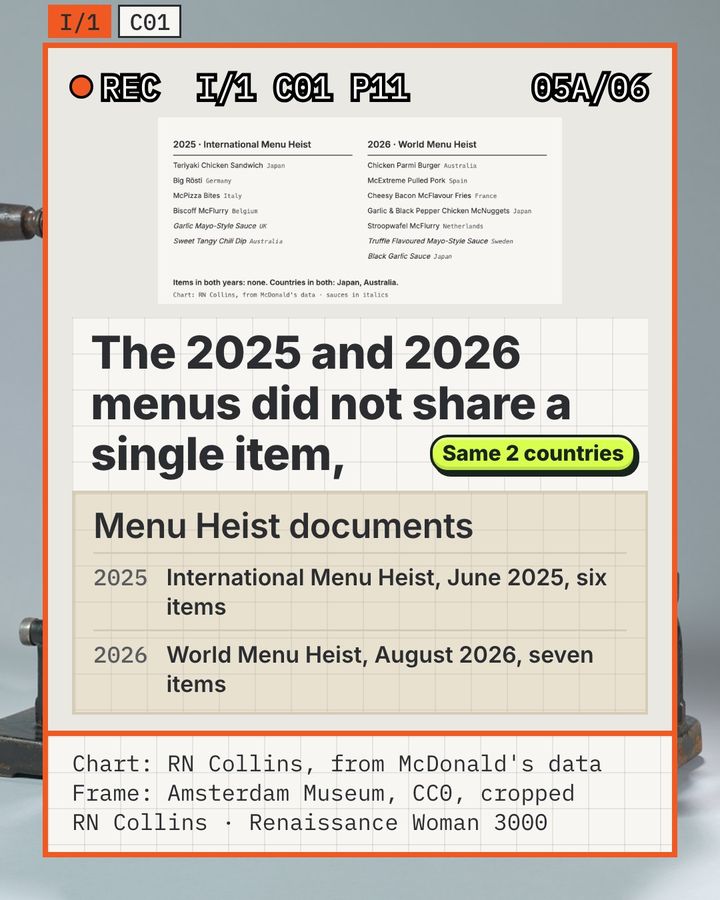 I/1 C01
REC I/1 C01 P11 05A/06
2025 · International Menu Heist
Teriyaki Chicken Sandwich Japan
Big Rösti Germany
McPizza Bites Italy
Biscoff McFlurry Belgium
Garlic Mayo-Style Sauce UK
Sweet Tangy Chili Dip Australia
2026 · World Menu Heist
Chicken Parmi Burger Australia
McExtreme Pulled Pork Spain
Cheesy Bacon McFlavour Fries France
Garlic & Black Pepper Chicken McNuggets Japan
Stroopwafel McFlurry Netherlands
Truffle Flavoured Mayo-Style Sauce Sweden
Black Garlic Sauce Japan
Items in both years: none. Countries in both: Japan, Australia.
Chart: RN Collins, from McDonald's data · sauces in italics
The 2025 and 2026
menus did not share a
single item,
Same 2 countries
Menu Heist documents
2025 International Menu Heist, June 2025, six
items
2026 World Menu Heist, August 2026, seven
items
Chart: RN Collins, from McDonald's data
Frame: Amsterdam Museum, CC0, cropped
RN Collins · Renaissance Woman 3000